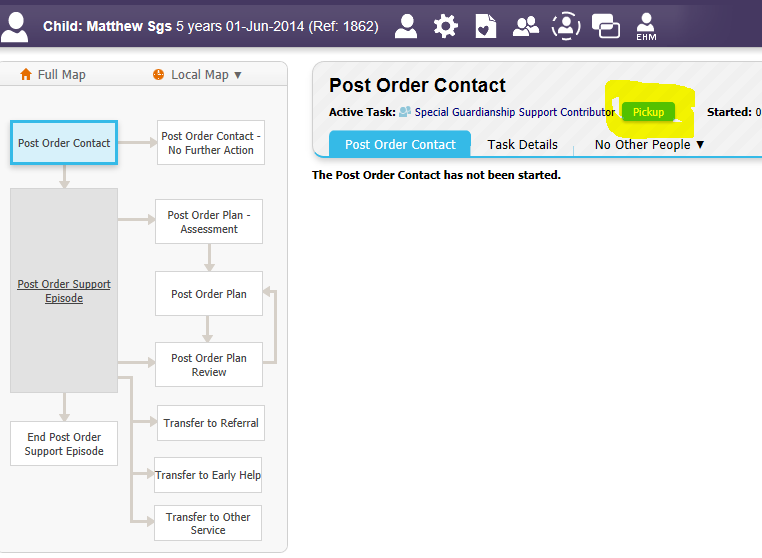 Child: Matthew Sgs 5 years 01-Jun-2014 (Ref: 1862)
EHM
Full Map
Local Map ▼
Post Order Contact
Post Order Contact -
No Further Action
Post Order Support
Episode
Post Order Plan -
Assessment
Post Order Plan
Post Order Plan
Review
Transfer to Referral
End Post Order
Support Episode
Transfer to Early Help
Transfer to Other
Service
Post Order Contact
Active Task: Special Guardianship Support Contributor Pickup Started: 0
Post Order Contact Task Details No Other People ▼
The Post Order Contact has not been started.